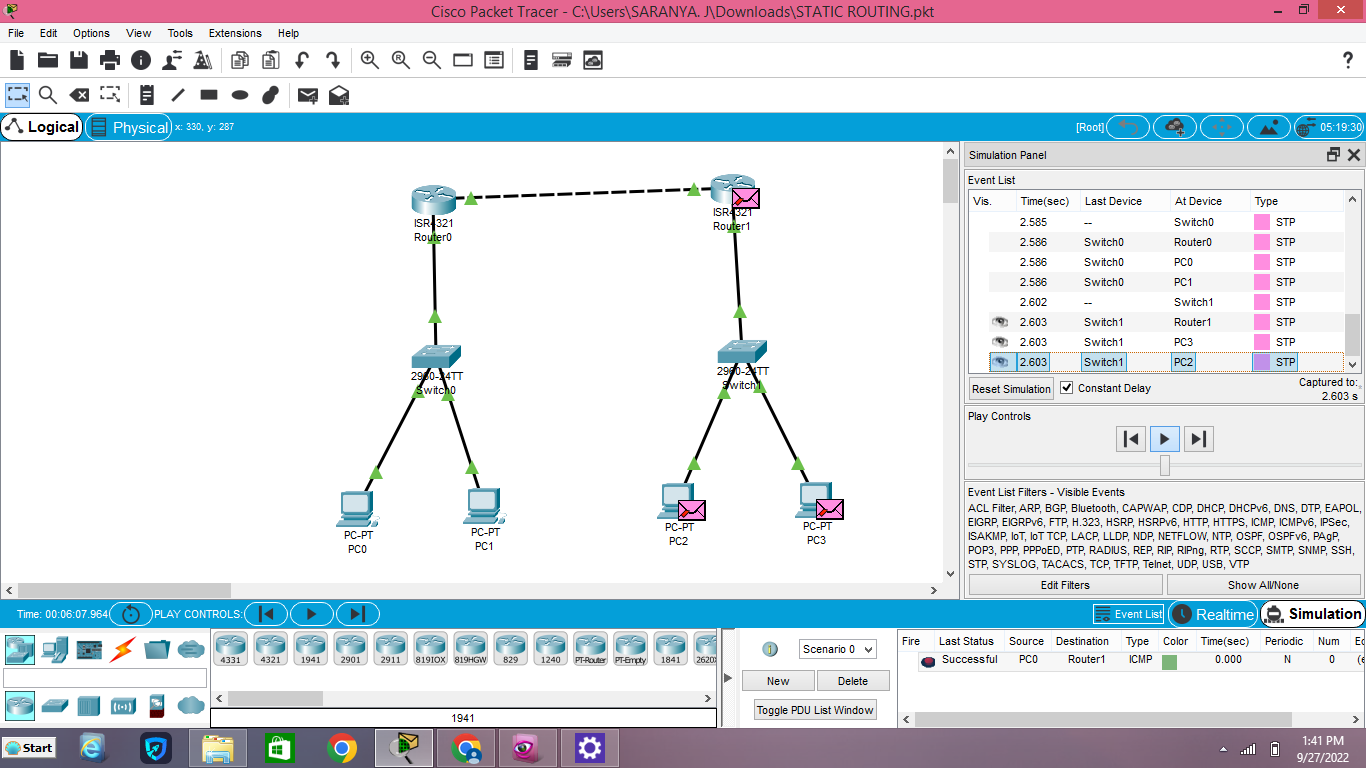 Cisco Packet Tracer - C:\Users\SARANYA. J\Downloads\STATIC ROUTING.pkt
File Edit Options View Tools Extensions Help
?
Logical Physical x: 330, y: 287 [Root] 05:19:30
Simulation Panel
Event List
Vis. Time(sec) Last Device At Device Type
2.585 -- Switch0 STP
2.586 Switch0 Router0 STP
2.586 Switch0 PC0 STP
2.586 Switch0 PC1 STP
2.602 -- Switch1 STP
2.603 Switch1 Router1 STP
2.603 Switch1 PC3 STP
2.603 Switch1 PC2 STP
Reset Simulation Constant Delay Captured to:
2.603 s
Play Controls
Event List Filters - Visible Events
ACL Filter, ARP, BGP, Bluetooth, CAPWAP, CDP, DHCP, DHCPv6, DNS, DTP, EAPOL,
EIGRP, EIGRPv6, FTP, H.323, HSRP, HSRPv6, HTTP, HTTPS, ICMP, ICMPv6, IPSec,
ISAKMP, IoT, IoT TCP, LACP, LLDP, NDP, NETFLOW, NTP, OSPF, OSPFv6, PAgP,
POP3, PPP, PPPoED, PTP, RADIUS, REP, RIP, RIPng, RTP, SCCP, SMTP, SNMP, SSH,
STP, SYSLOG, TACACS, TCP, TFTP, Telnet, UDP, USB, VTP
Edit Filters Show All/None
ISR4321
Router0
ISR4321
Router1
2960-24TT
Switch0
2960-24TT
Switch1
PC-PT
PC0
PC-PT
PC1
PC-PT
PC2
PC-PT
PC3
Time: 00:06:07.964 PLAY CONTROLS: Event List Realtime Simulation
4331 4321 1941 2901 2911 819IOX 819HGW 829 1240 PT-Router PT-Empty 1841 2620X
1941
Scenario 0
New Delete
Toggle PDU List Window
Fire Last Status Source Destination Type Color Time(sec) Periodic Num Ec
Successful PC0 Router1 ICMP 0.000 N 0 (e
Start
1:41 PM
9/27/2022